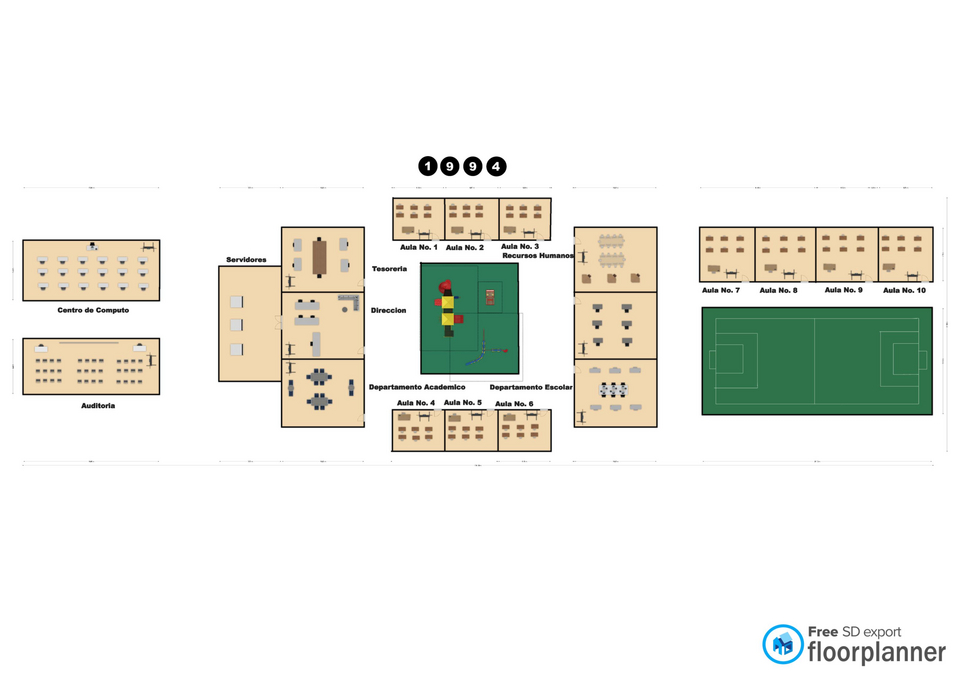 1 9 9 4
Aula No. 1
Aula No. 2
Aula No. 3
Recursos Humanos
Servidores
Tesoreria
Centro de Computo
Direccion
Aula No. 7
Aula No. 8
Aula No. 9
Aula No. 10
Departamento Academico
Departamento Escolar
Auditoria
Aula No. 4
Aula No. 5
Aula No. 6
Free SD export
floorplanner